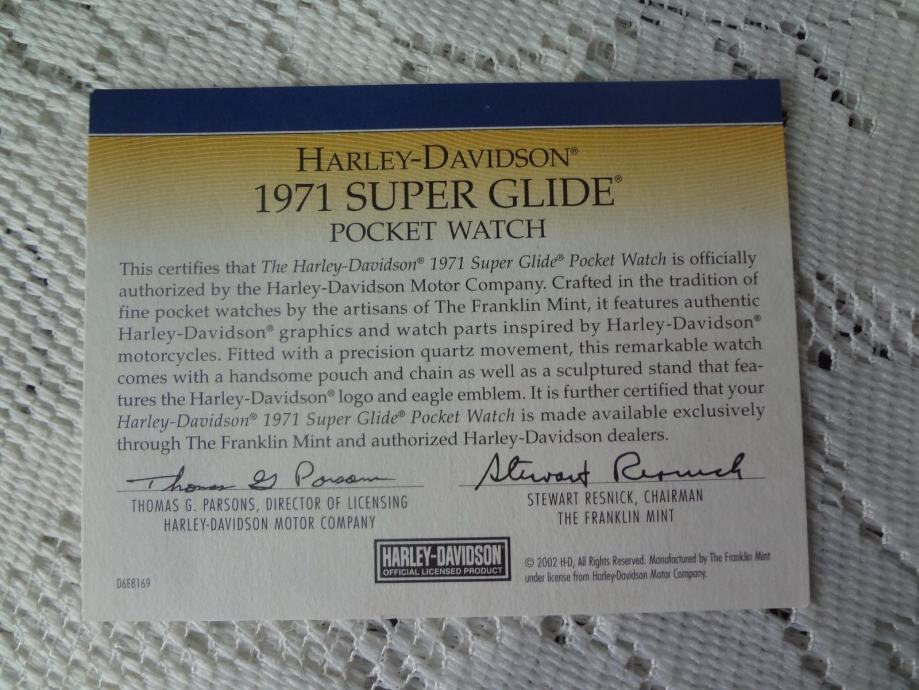 HARLEY-DAVIDSON®
1971 SUPER GLIDE®
POCKET WATCH
This certifies that The Harley-Davidson® 1971 Super Glide® Pocket Watch is officially
authorized by the Harley-Davidson Motor Company. Crafted in the tradition of
fine pocket watches by the artisans of The Franklin Mint, it features authentic
Harley-Davidson® graphics and watch parts inspired by Harley-Davidson®
motorcycles. Fitted with a precision quartz movement, this remarkable watch
comes with a handsome pouch and chain as well as a sculptured stand that fea-
tures the Harley-Davidson® logo and eagle emblem. It is further certified that your
Harley-Davidson® 1971 Super Glide® Pocket Watch is made available exclusively
through The Franklin Mint and authorized Harley-Davidson dealers.
Thomas G Parsons
THOMAS G. PARSONS, DIRECTOR OF LICENSING
HARLEY-DAVIDSON MOTOR COMPANY
Stewart Resnick
STEWART RESNICK, CHAIRMAN
THE FRANKLIN MINT
HARLEY-DAVIDSON
OFFICIAL LICENSED PRODUCT
© 2002 H-D, All Rights Reserved. Manufactured by The Franklin Mint
under license from Harley-Davidson Motor Company.
D6E8169